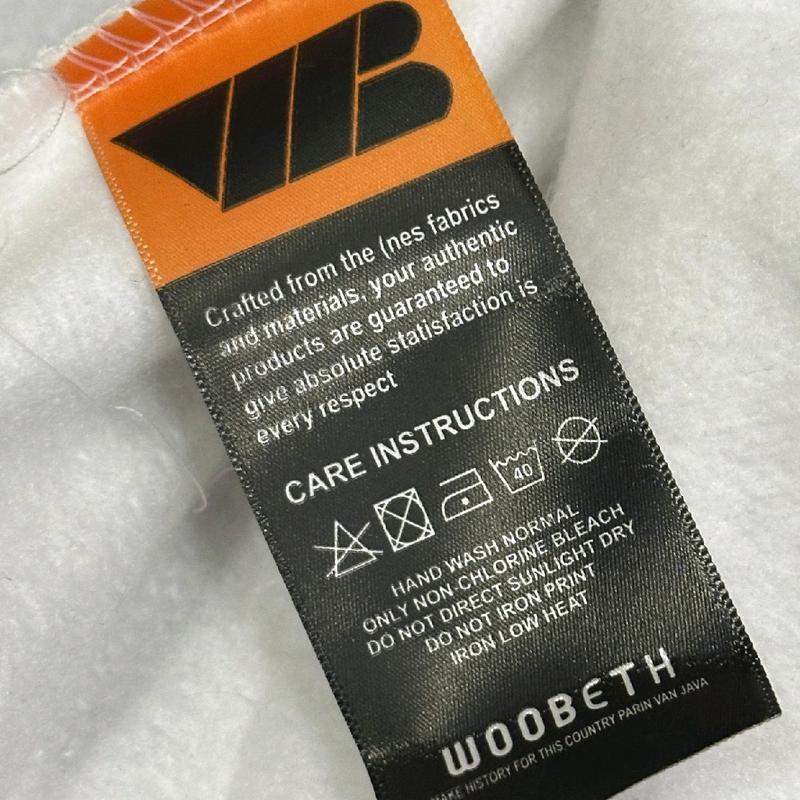 Crafted from the (nes fabrics
and materials, your authentic
products are guaranteed to
give absolute statisfaction is
every respect
CARE INSTRUCTIONS
40
HAND WASH NORMAL
ONLY NON-CHLORINE BLEACH
DO NOT DIRECT SUNLIGHT DRY
DO NOT IRON PRINT
IRON LOW HEAT
WOOBETH
MAKE HISTORY FOR THIS COUNTRY PARIN VAN JAVA